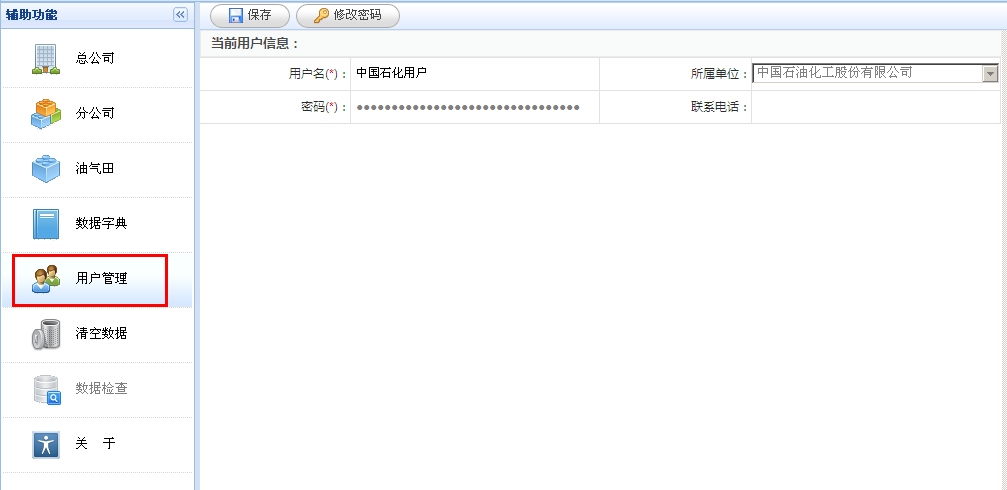 辅助功能
保存 修改密码
当前用户信息：
总公司
分公司
油气田
数据字典
用户管理
清空数据
数据检查
关 于
用户名(*)： 中国石化用户 所属单位： 中国石油化工股份有限公司
密码(*)： ●●●●●●●●●●●●●●●●●●●●●●●●●●●●●●●● 联系电话：